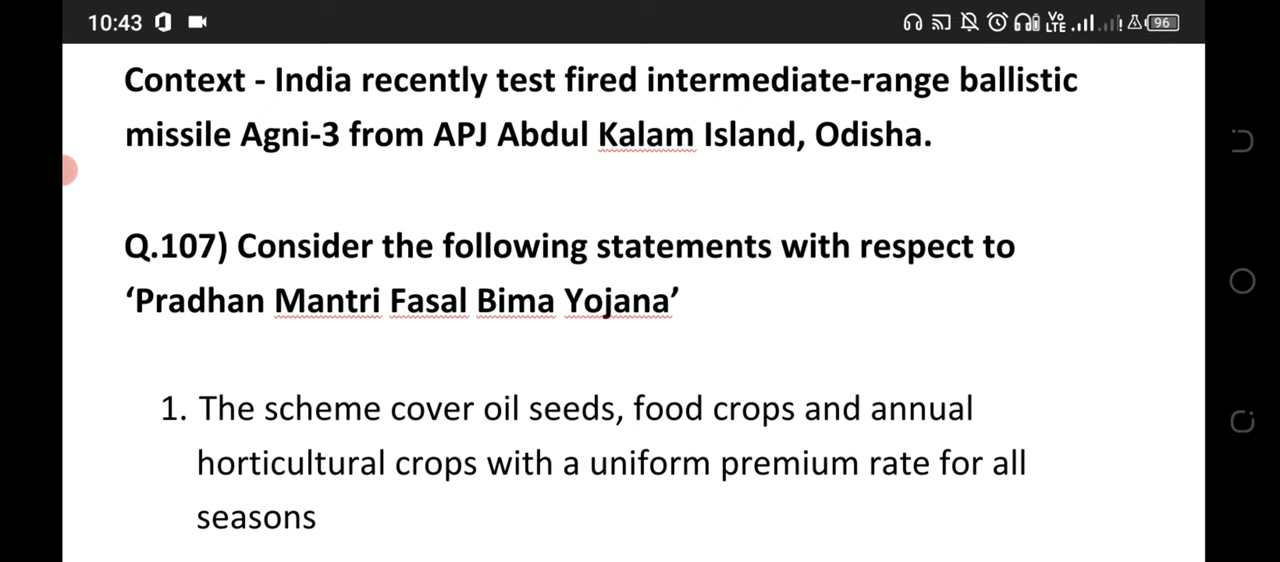 10:43
Vo LTE 96
Context - India recently test fired intermediate-range ballistic
missile Agni-3 from APJ Abdul Kalam Island, Odisha.
Q.107) Consider the following statements with respect to
‘Pradhan Mantri Fasal Bima Yojana’
1. The scheme cover oil seeds, food crops and annual
horticultural crops with a uniform premium rate for all
seasons